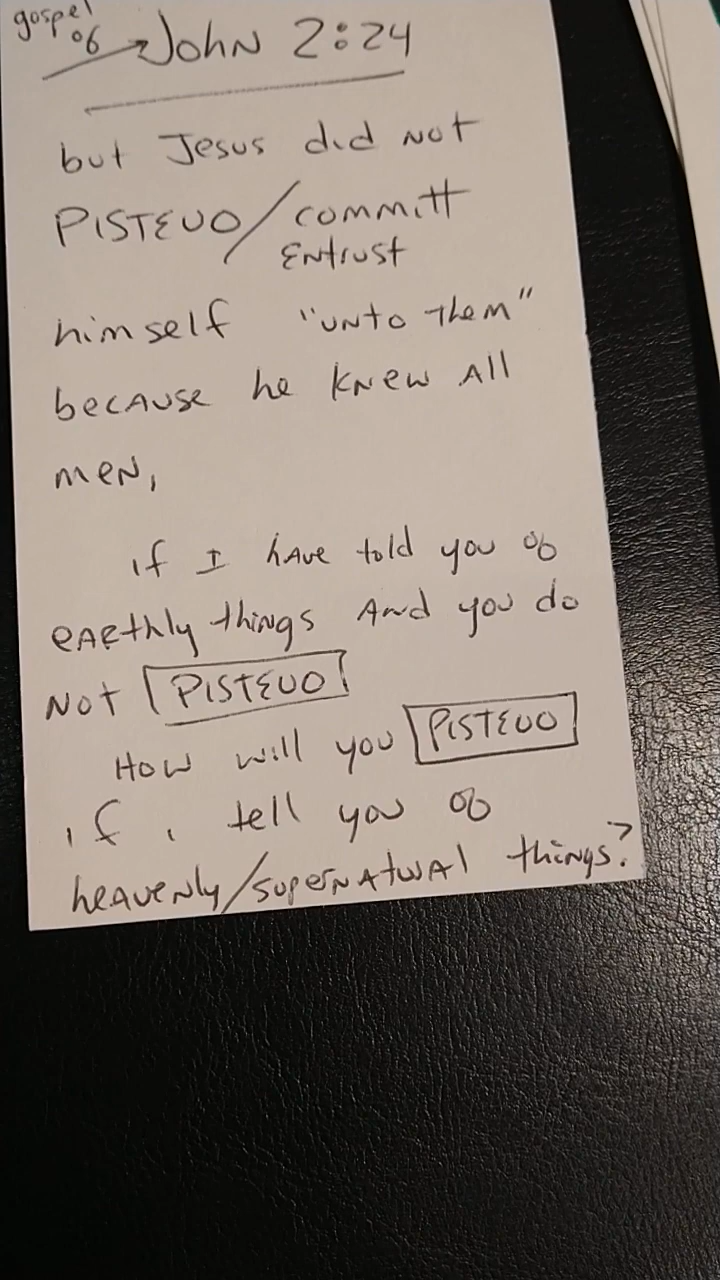 gospel
of → John 2:24
but Jesus did not
PISTEUO/committ
Entrust
himself "unto them"
because he knew All
men,
if I have told you of
earthly things And you do
Not PISTEUO
How will you PISTEUO
if i tell you of
heavenly/supernatural things?